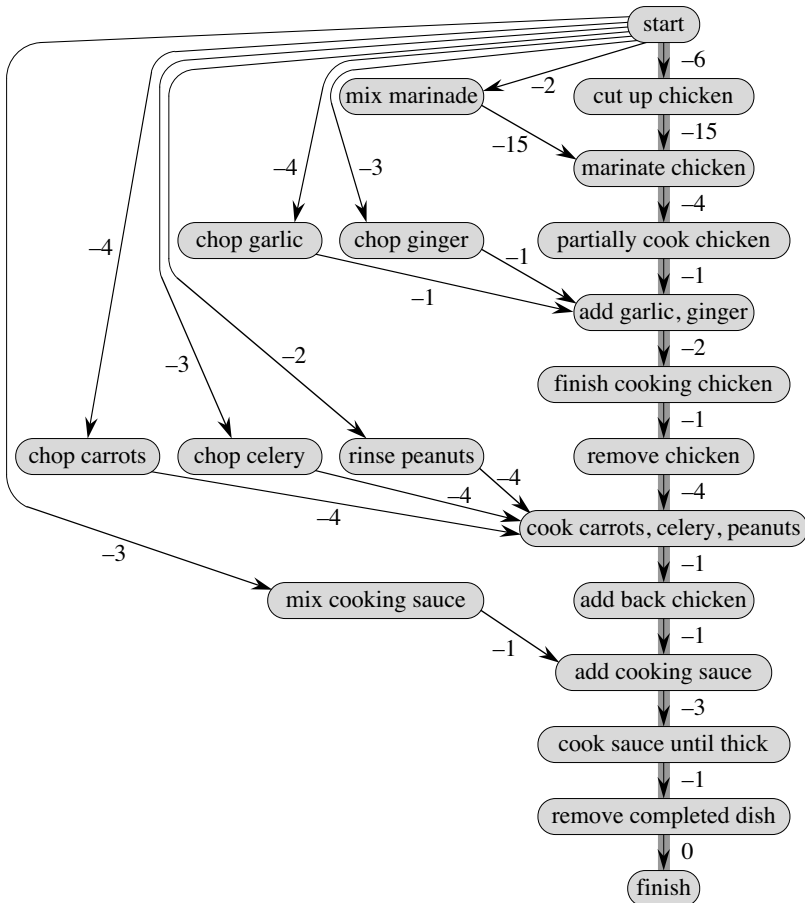 start
–6
–2
mix marinade
cut up chicken
–15
–15
–4
–3
marinate chicken
–4
–4
chop garlic
chop ginger
partially cook chicken
–1
–1
–1
add garlic, ginger
–3
–2
–2
finish cooking chicken
–1
chop carrots
chop celery
rinse peanuts
remove chicken
–4
–4
–4
–4
cook carrots, celery, peanuts
–3
–1
mix cooking sauce
add back chicken
–1
–1
add cooking sauce
–3
cook sauce until thick
–1
remove completed dish
0
finish